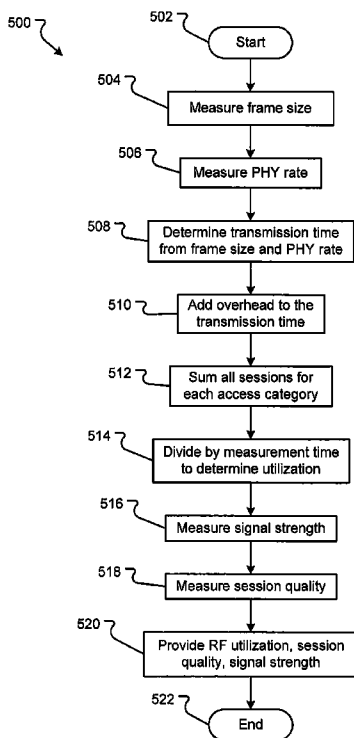 500
502
Start
504
Measure frame size
506
Measure PHY rate
508
Determine transmission time
from frame size and PHY rate
510
Add overhead to the
transmission time
512
Sum all sessions for
each access category
514
Divide by measurement time
to determine utilization
516
Measure signal strength
518
Measure session quality
520
Provide RF utilization, session
quality, signal strength
522
End